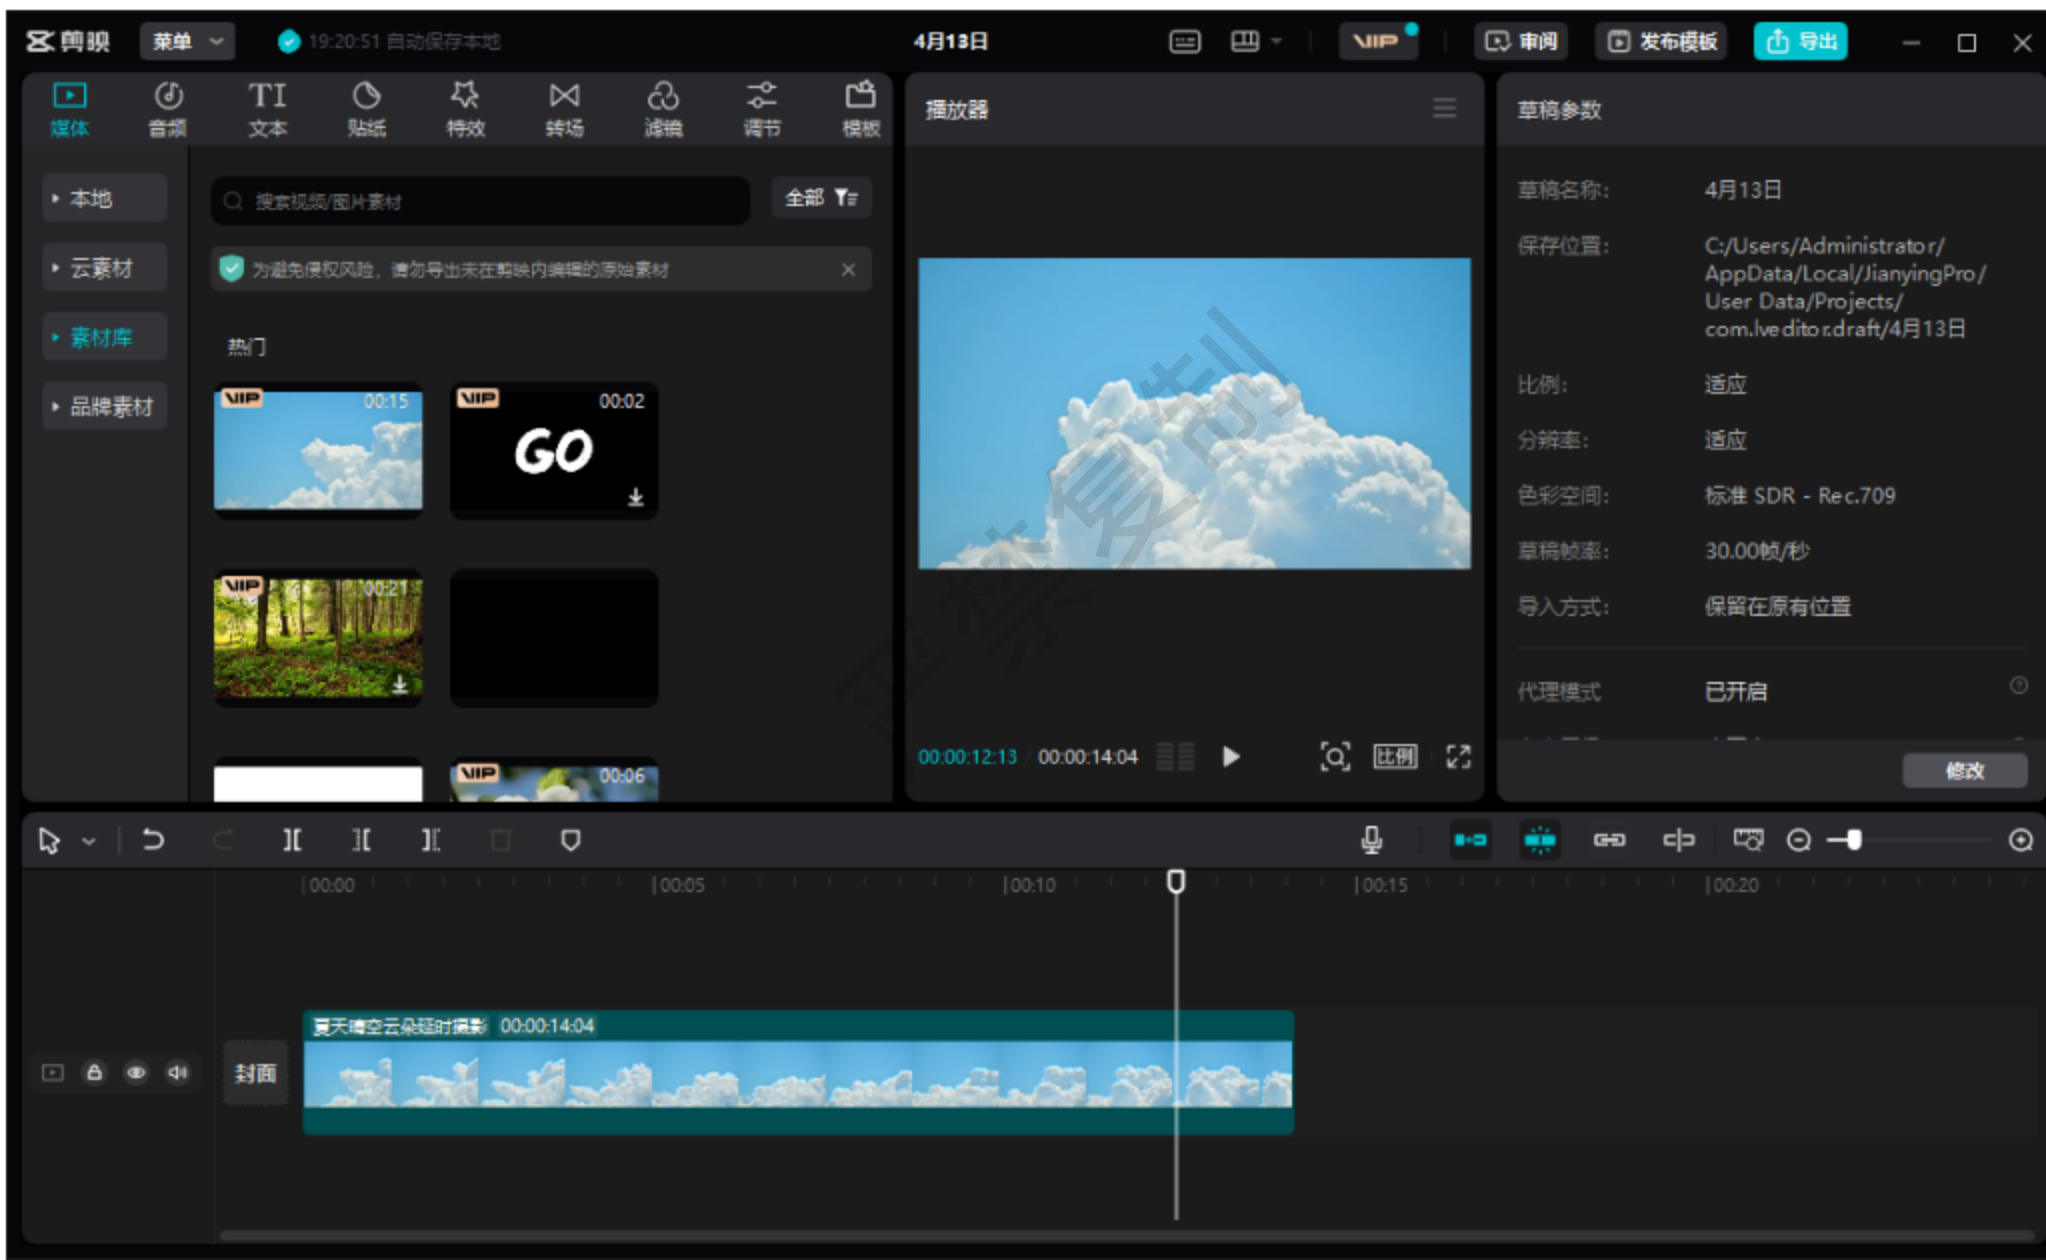 剪映 菜单 19:20:51 自动保存本地 4月13日 VIP 审阅 发布模板 导出
媒体 音频 TI 文本 贴纸 特效 转场 滤镜 调节 模板
本地
云素材
素材库
品牌素材
搜索视频/图片素材 全部
为避免侵权风险，请勿导出未在剪映内编辑的原始素材
热门
VIP 00:15
VIP 00:02
GO
VIP 00:21
VIP 00:06
播放器
严禁复制
00:00:12:13 / 00:00:14:04 比例
草稿参数
草稿名称: 4月13日
保存位置: C:/Users/Administrator/
AppData/Local/JianyingPro/
User Data/Projects/
com.lveditor.draft/4月13日
比例: 适应
分辨率: 适应
色彩空间: 标准 SDR - Rec.709
草稿帧率: 30.00帧/秒
导入方式: 保留在原有位置
代理模式 已开启
修改
00:00 00:05 00:10 00:15 00:20
夏天晴空云朵延时摄影 00:00:14:04
封面